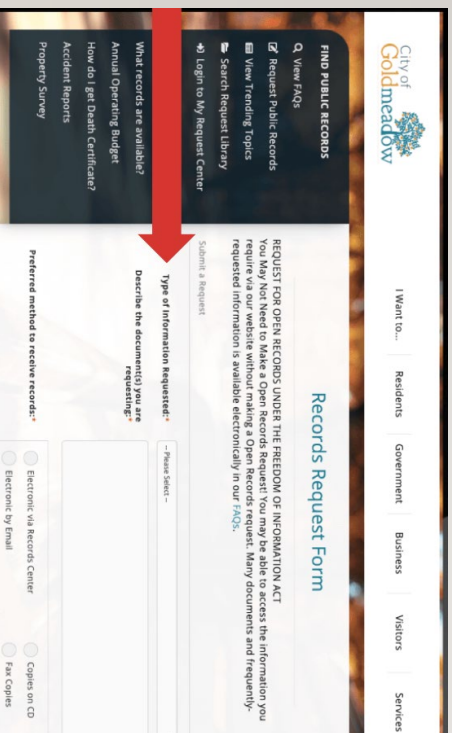 City of
Goldmeadow
I Want to...
Residents
Government
Business
Visitors
Services
FIND PUBLIC RECORDS
View FAQs
Request Public Records
View Trending Topics
Search Request Library
Login to My Request Center
What records are available?
Annual Operating Budget
How do I get Death Certificate?
Accident Reports
Property Survey
Records Request Form
REQUEST FOR OPEN RECORDS UNDER THE FREEDOM OF INFORMATION ACT
You May Not Need to Make a Open Records Request! You may be able to access the information you
require via our website without making a Open Records request. Many documents and frequently-
requested information is available electronically in our FAQs.
Submit a Request
Type of Information Requested:*
-- Please Select --
Describe the document(s) you are
requesting:*
Preferred method to receive records:*
Electronic via Records Center
Copies on CD
Electronic by Email
Fax Copies